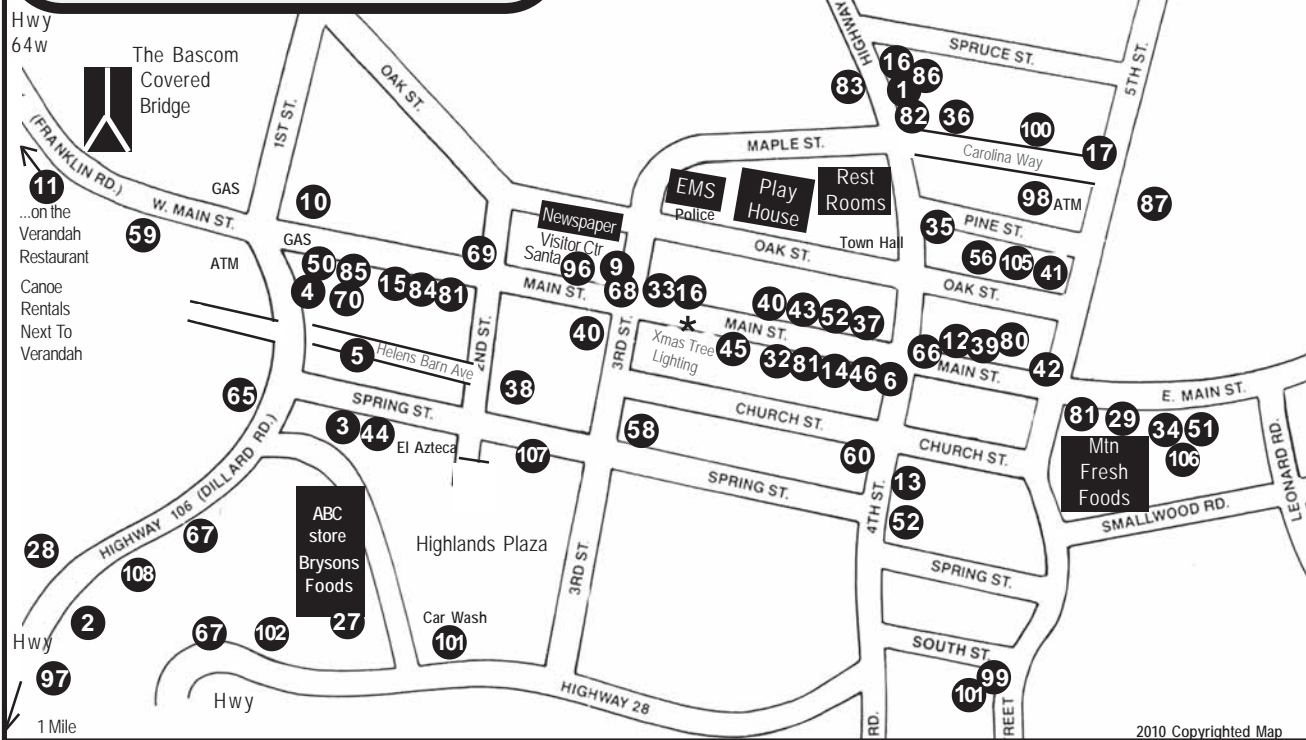 Hwy
64w
The Bascom
Covered
Bridge
(FRANKLIN RD.)
11
...on the
Verandah
Restaurant
Canoe
Rentals
Next To
Verandah
W. MAIN ST.
59
GAS
ATM
1ST ST.
OAK ST.
10
GAS
50
85
4
70
15
84
81
69
5
Helens Barn Ave
2ND ST.
65
SPRING ST.
3
44
El Azteca
38
107
HIGHWAY 106 (DILLARD RD.)
28
67
108
2
Hwy
97
1 Mile
ABC
store
Brysons
Foods
27
67
102
Hwy
Highlands Plaza
Car Wash
101
HIGHWAY 28
3RD ST.
Newspaper
Visitor Ctr
Santa
96
9
68
MAIN ST.
40
3RD ST.
MAPLE ST.
EMS
Police
Play
House
Rest
Rooms
Town Hall
OAK ST.
33
16
*
Xmas Tree
Lighting
MAIN ST.
45
40
43
52
37
32
81
14
46
6
CHURCH ST.
58
60
SPRING ST.
4TH ST.
13
52
HIGHWAY
83
SPRUCE ST.
5TH ST.
16
86
1
82
36
100
17
Carolina Way
98
ATM
87
35
PINE ST.
56
105
41
OAK ST.
66
12
39
80
42
MAIN ST.
E. MAIN ST.
CHURCH ST.
81
29
34
51
106
Mtn
Fresh
Foods
LEONARD RD.
SMALLWOOD RD.
SPRING ST.
SOUTH ST.
99
101
RD.
REET
2010 Copyrighted Map